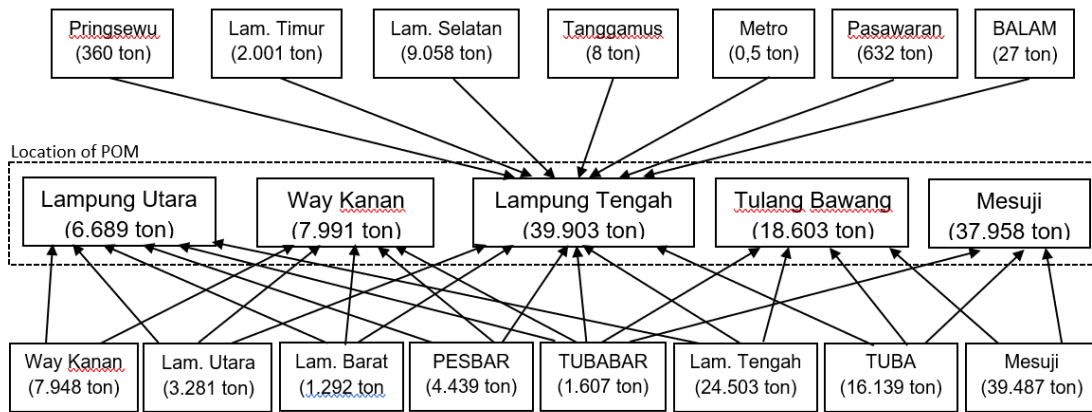 Pringsewu
(360 ton)
Lam. Timur
(2.001 ton)
Lam. Selatan
(9.058 ton)
Tanggamus
(8 ton)
Metro
(0,5 ton)
Pasawaran
(632 ton)
BALAM
(27 ton)
Location of POM
Lampung Utara
(6.689 ton)
Way Kanan
(7.991 ton)
Lampung Tengah
(39.903 ton)
Tulang Bawang
(18.603 ton)
Mesuji
(37.958 ton)
Way Kanan
(7.948 ton)
Lam. Utara
(3.281 ton)
Lam. Barat
(1,292 ton
PESBAR
(4.439 ton)
TUBABAR
(1.607 ton)
Lam. Tengah
(24.503 ton)
TUBA
(16.139 ton)
Mesuji
(39.487 ton)